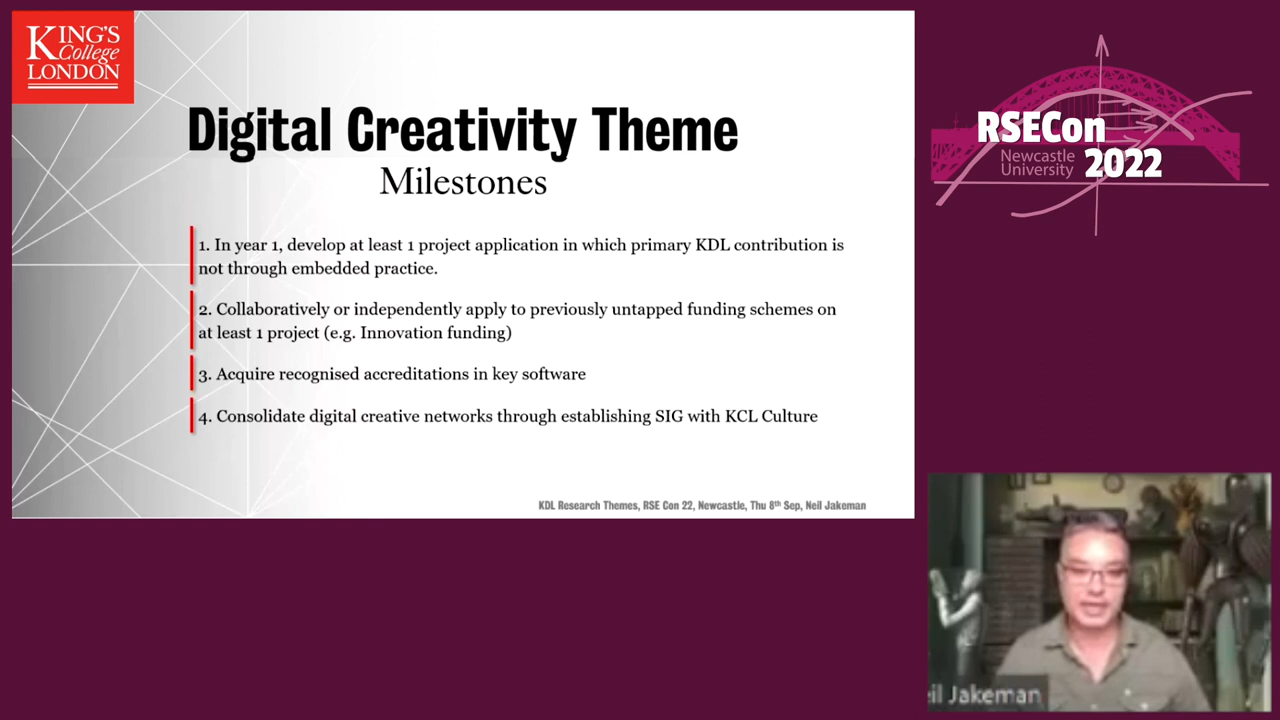 KING'S
College
LONDON
Digital Creativity Theme
Milestones
1. In year 1, develop at least 1 project application in which primary KDL contribution is
not through embedded practice.
2. Collaboratively or independently apply to previously untapped funding schemes on
at least 1 project (e.g. Innovation funding)
3. Acquire recognised accreditations in key software
4. Consolidate digital creative networks through establishing SIG with KCL Culture
KDL Research Themes, RSE Con 22, Newcastle, Thu 8th Sep, Neil Jakeman
RSECon
Newcastle
University 2022
eil Jakeman